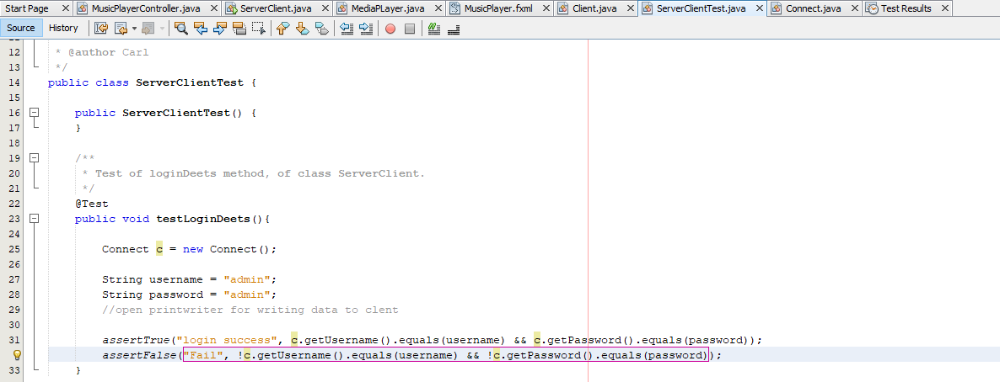 Start Page MusicPlayerController.java ServerClient.java MediaPLayer.java MusicPlayer.fxml Client.java ServerClientTest.java Connect.java Test Results
Source History
12 * @author Carl
13 */
14 public class ServerClientTest {
15
16 public ServerClientTest() {
17 }
18
19 /**
20 * Test of loginDeets method, of class ServerClient.
21 */
22 @Test
23 public void testLoginDeets(){
24
25 Connect c = new Connect();
26
27 String username = "admin";
28 String password = "admin";
29 //open printwriter for writing data to clent
30
31 assertTrue("login success", c.getUsername().equals(username) && c.getPassword().equals(password));
assertFalse("Fail", !c.getUsername().equals(username) && !c.getPassword().equals(password));
33 }